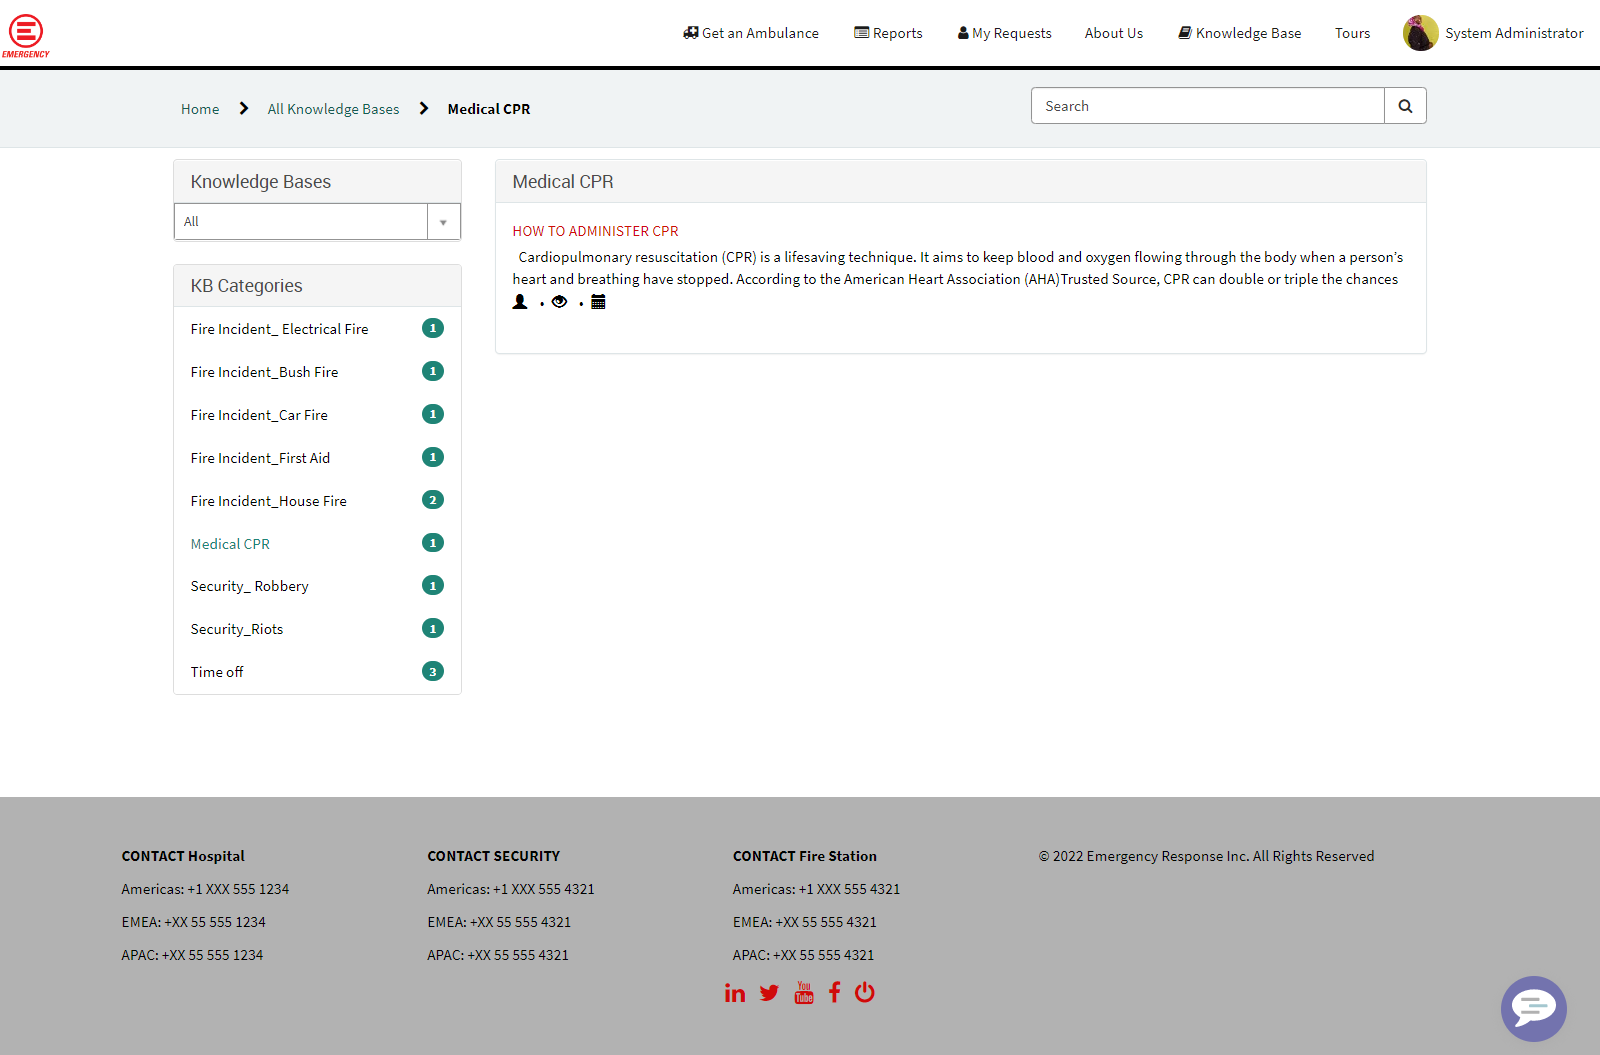 EMERGENCY
Get an Ambulance
Reports
My Requests
About Us
Knowledge Base
Tours
System Administrator
Home
All Knowledge Bases
Medical CPR
Search
Knowledge Bases
All
KB Categories
Fire Incident_ Electrical Fire 1
Fire Incident_Bush Fire 1
Fire Incident_Car Fire 1
Fire Incident_First Aid 1
Fire Incident_House Fire 2
Medical CPR 1
Security_ Robbery 1
Security_Riots 1
Time off 3
Medical CPR
HOW TO ADMINISTER CPR
Cardiopulmonary resuscitation (CPR) is a lifesaving technique. It aims to keep blood and oxygen flowing through the body when a person’s
heart and breathing have stopped. According to the American Heart Association (AHA)Trusted Source, CPR can double or triple the chances
CONTACT Hospital
Americas: +1 XXX 555 1234
EMEA: +XX 55 555 1234
APAC: +XX 55 555 1234
CONTACT SECURITY
Americas: +1 XXX 555 4321
EMEA: +XX 55 555 4321
APAC: +XX 55 555 4321
CONTACT Fire Station
Americas: +1 XXX 555 4321
EMEA: +XX 55 555 4321
APAC: +XX 55 555 4321
© 2022 Emergency Response Inc. All Rights Reserved
You
Tube